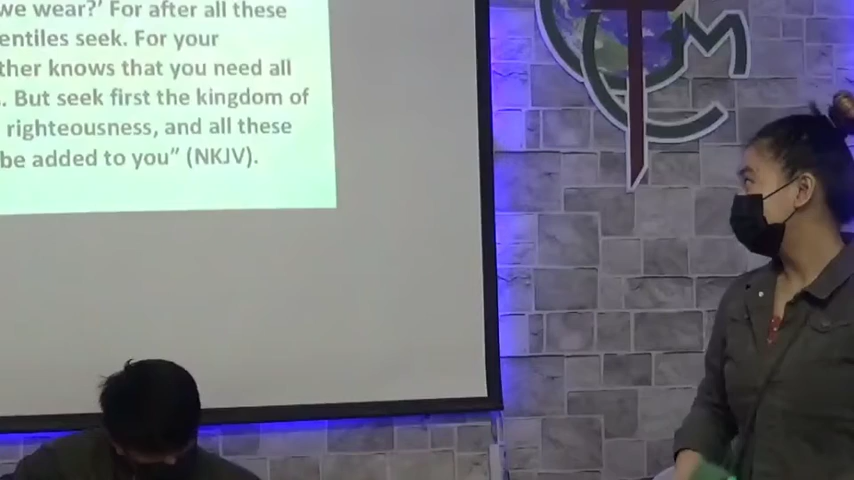 we wear?' For after all these
entiles seek. For your
ther knows that you need all
. But seek first the kingdom of
righteousness, and all these
be added to you" (NKJV).
CM